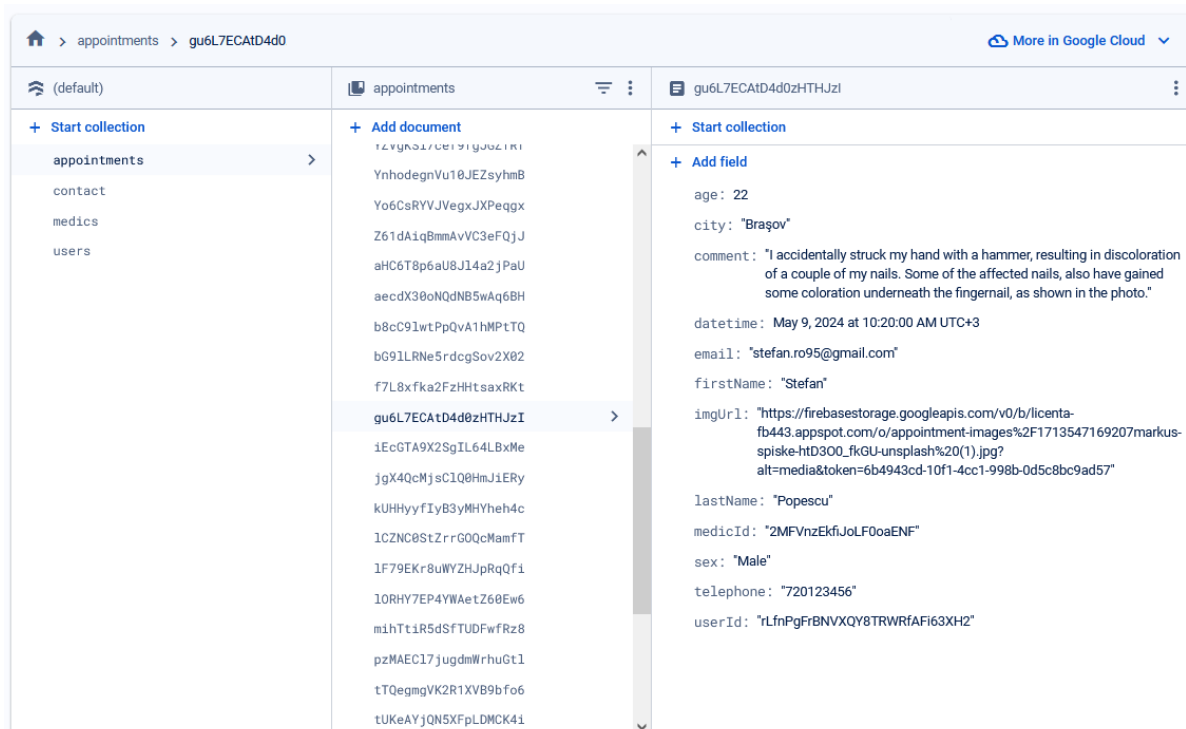 appointments > gu6L7ECAtD4d0
More in Google Cloud
(default)
+ Start collection
appointments
contact
medics
users
appointments
+ Add document
YnhodegnVu10JEZsyhmB
Yo6CsRYVJVegxJXPeqgx
Z61dAiqBmmAvVC3eFQjJ
aHC6T8p6aU8Jl4a2jPaU
aecdX30oNQdNB5wAq6BH
b8cC9lwtPpQvA1hMPtTQ
bG9lLRNe5rdcgSov2X02
f7L8xfka2FzHHtsaxRKt
gu6L7ECAtD4d0zHTHJzI
iEcGTA9X2SgIL64LBxMe
jgX4QcMjsClQ0HmJiERy
kUHHyyfIyB3yMHYheh4c
lCZNC0StZrrGOQcMamfT
lF79EKr8uWYZHJpRqQfi
lORHY7EP4YWAetZ60Ew6
mihTtiR5dSfTUDFwfRz8
pzMAECl7jugdmWrhuGtl
tTQegmgVK2R1XVB9bfo6
tUKeAYjQN5XFpLDMCK4i
gu6L7ECAtD4d0zHTHJzI
+ Start collection
+ Add field
age: 22
city: "Braşov"
comment: "I accidentally struck my hand with a hammer, resulting in discoloration
of a couple of my nails. Some of the affected nails, also have gained
some coloration underneath the fingernail, as shown in the photo."
datetime: May 9, 2024 at 10:20:00 AM UTC+3
email: "stefan.ro95@gmail.com"
firstName: "Stefan"
imgUrl: "https://firebasestorage.googleapis.com/v0/b/licenta-
fb443.appspot.com/o/appointment-images%2F1713547169207markus-
spiske-htD3O0_fkGU-unsplash%20(1).jpg?
alt=media&token=6b4943cd-10f1-4cc1-998b-0d5c8bc9ad57"
lastName: "Popescu"
medicId: "2MFVnzEkfiJoLF0oaENF"
sex: "Male"
telephone: "720123456"
userId: "rLfnPgFrBNVXQY8TRWRfAFi63XH2"